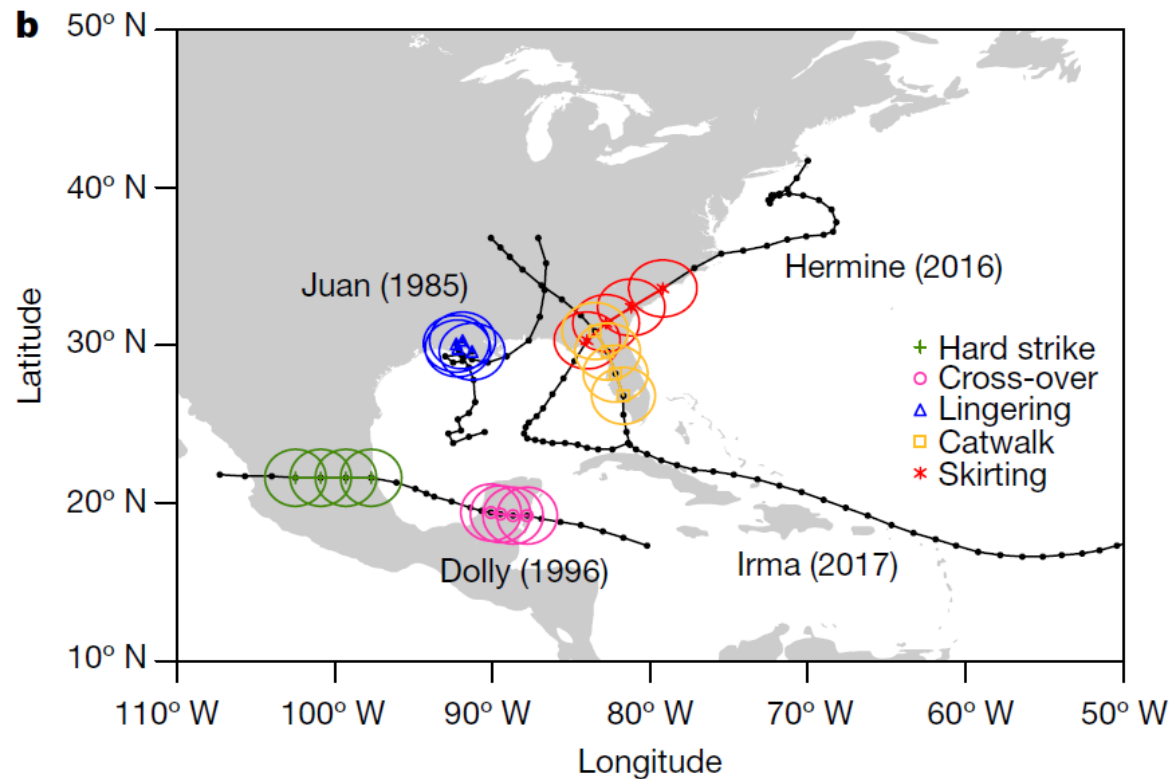 b
50° N
40° N
30° N
20° N
10° N
Latitude
Juan (1985)
Hermine (2016)
Dolly (1996)
Irma (2017)
Hard strike
Cross-over
Lingering
Catwalk
Skirting
110° W 100° W 90° W 80° W 70° W 60° W 50° W
Longitude